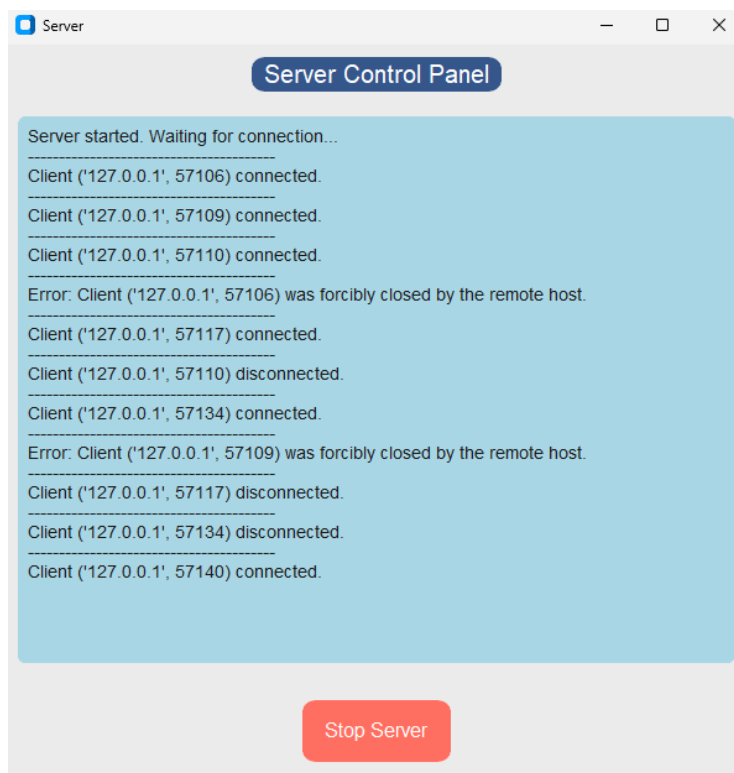 Server
Server Control Panel
Server started. Waiting for connection...
----------------------------------------
Client ('127.0.0.1', 57106) connected.
----------------------------------------
Client ('127.0.0.1', 57109) connected.
----------------------------------------
Client ('127.0.0.1', 57110) connected.
----------------------------------------
Error: Client ('127.0.0.1', 57106) was forcibly closed by the remote host.
----------------------------------------
Client ('127.0.0.1', 57117) connected.
----------------------------------------
Client ('127.0.0.1', 57110) disconnected.
----------------------------------------
Client ('127.0.0.1', 57134) connected.
----------------------------------------
Error: Client ('127.0.0.1', 57109) was forcibly closed by the remote host.
----------------------------------------
Client ('127.0.0.1', 57117) disconnected.
----------------------------------------
Client ('127.0.0.1', 57134) disconnected.
----------------------------------------
Client ('127.0.0.1', 57140) connected.
Stop Server